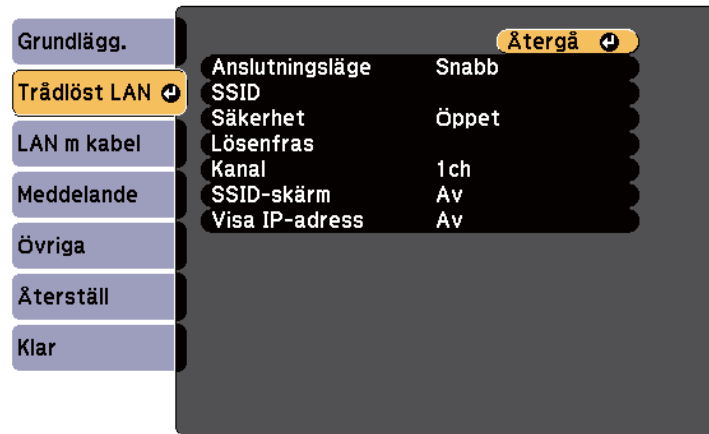 Grundlägg.
Trådlöst LAN
LAN m kabel
Meddelande
Övriga
Återställ
Klar
Återgå
Anslutningsläge Snabb
SSID
Säkerhet Öppet
Lösenfras
Kanal 1ch
SSID-skärm Av
Visa IP-adress Av